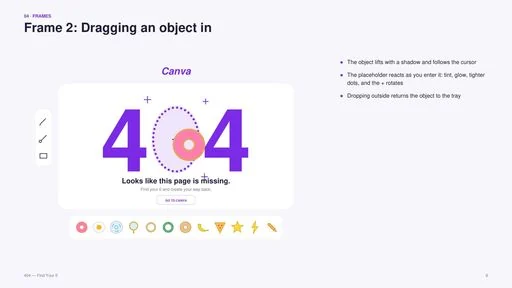 04 · FRAMES
Frame 2: Dragging an object in
Canva
4 4
Looks like this page is missing.
Find your 0 and create your way back.
GO TO CANVA
The object lifts with a shadow and follows the cursor
The placeholder reacts as you enter it: tint, glow, tighter
dots, and the + rotates
Dropping outside returns the object to the tray
404 — Find Your 0